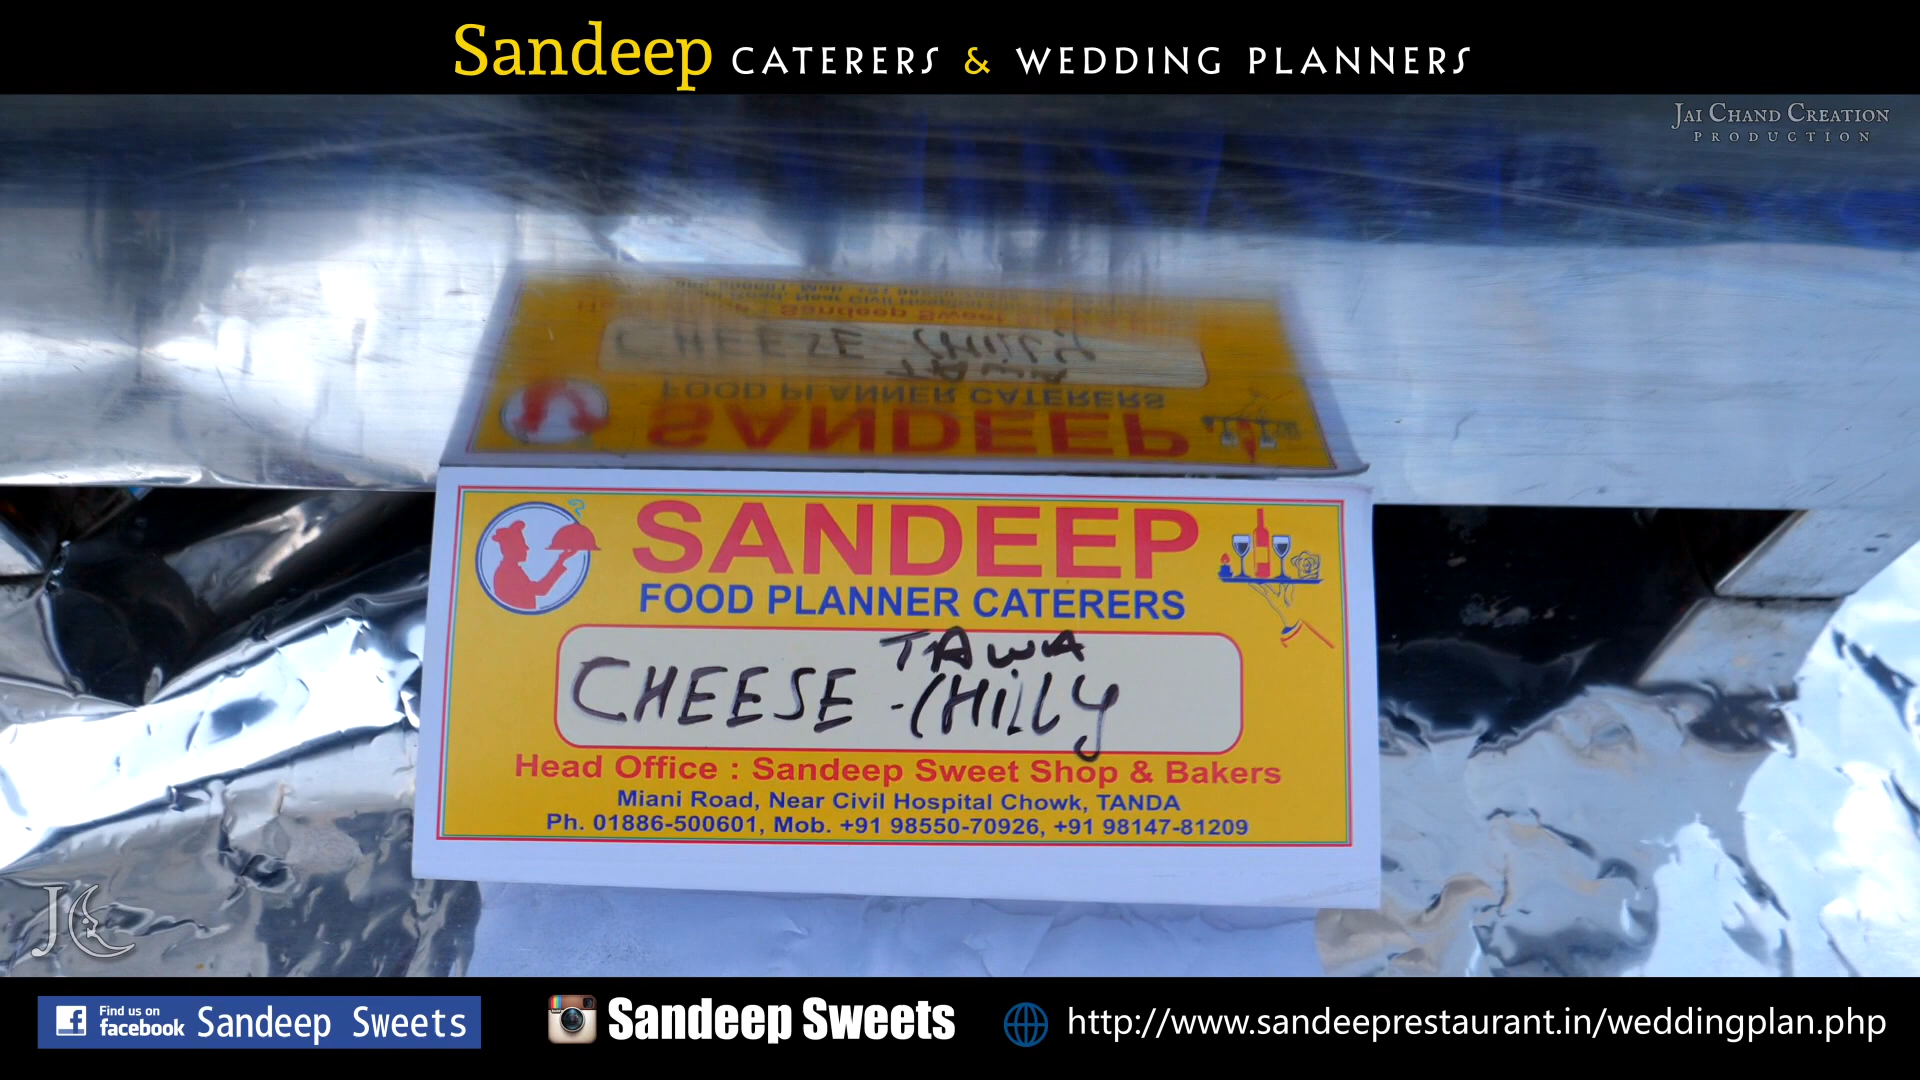 Sandeep CATERERS & WEDDING PLANNERS
JAI CHAND CREATION
PRODUCTION
SANDEEP
FOOD PLANNER CATERERS
TAWA
CHEESE -CHiLLY
Head Office : Sandeep Sweet Shop & Bakers
Miani Road, Near Civil Hospital Chowk, TANDA
Ph. 01886-500601, Mob. +91 98550-70926, +91 98147-81209
JC
Find us on
facebook Sandeep Sweets
Sandeep Sweets
http://www.sandeeprestaurant.in/weddingplan.php